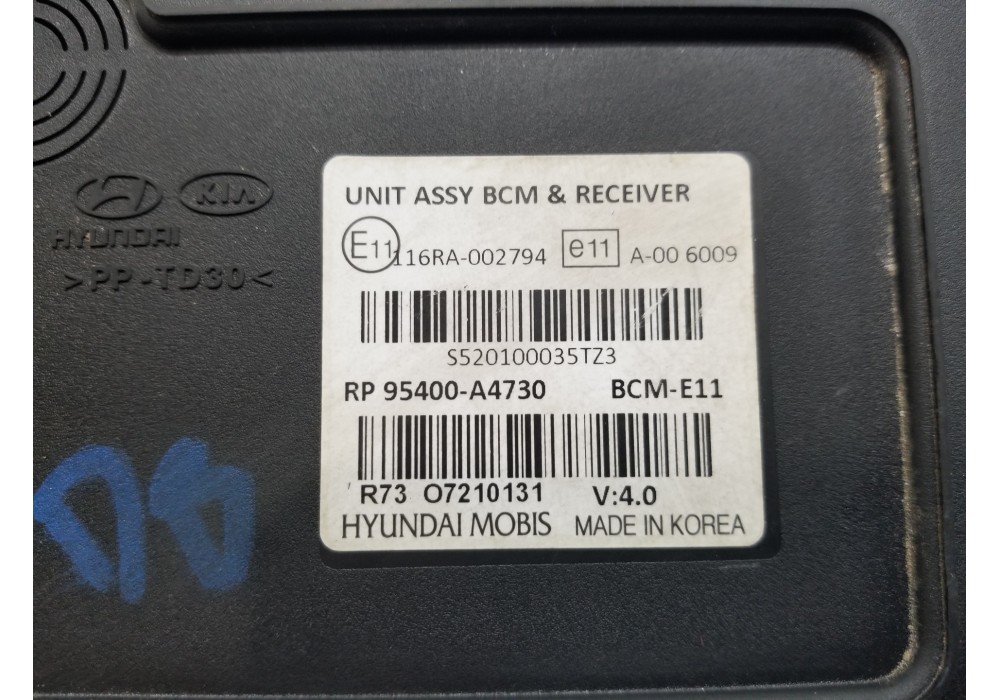 KIA
HYUNDAI
>PP-TD30<
UNIT ASSY BCM & RECEIVER
E11 116RA-002794 e11 A-00 6009
S520100035TZ3
RP 95400-A4730 BCM-E11
R73 O7210131 V:4.0
HYUNDAI MOBIS MADE IN KOREA